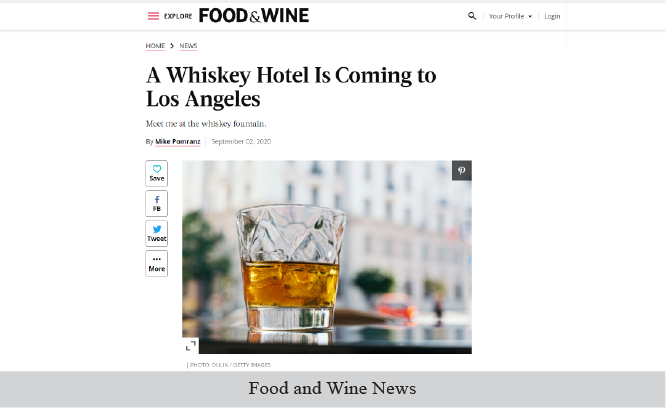 EXPLORE FOOD & WINE Your Profile Login
HOME > NEWS
A Whiskey Hotel Is Coming to
Los Angeles
Meet me at the whiskey fountain.
By Mike Pomranz September 02, 2020
Save
FB
Tweet
More
| PHOTO: DULIN / GETTY IMAGES
Food and Wine News